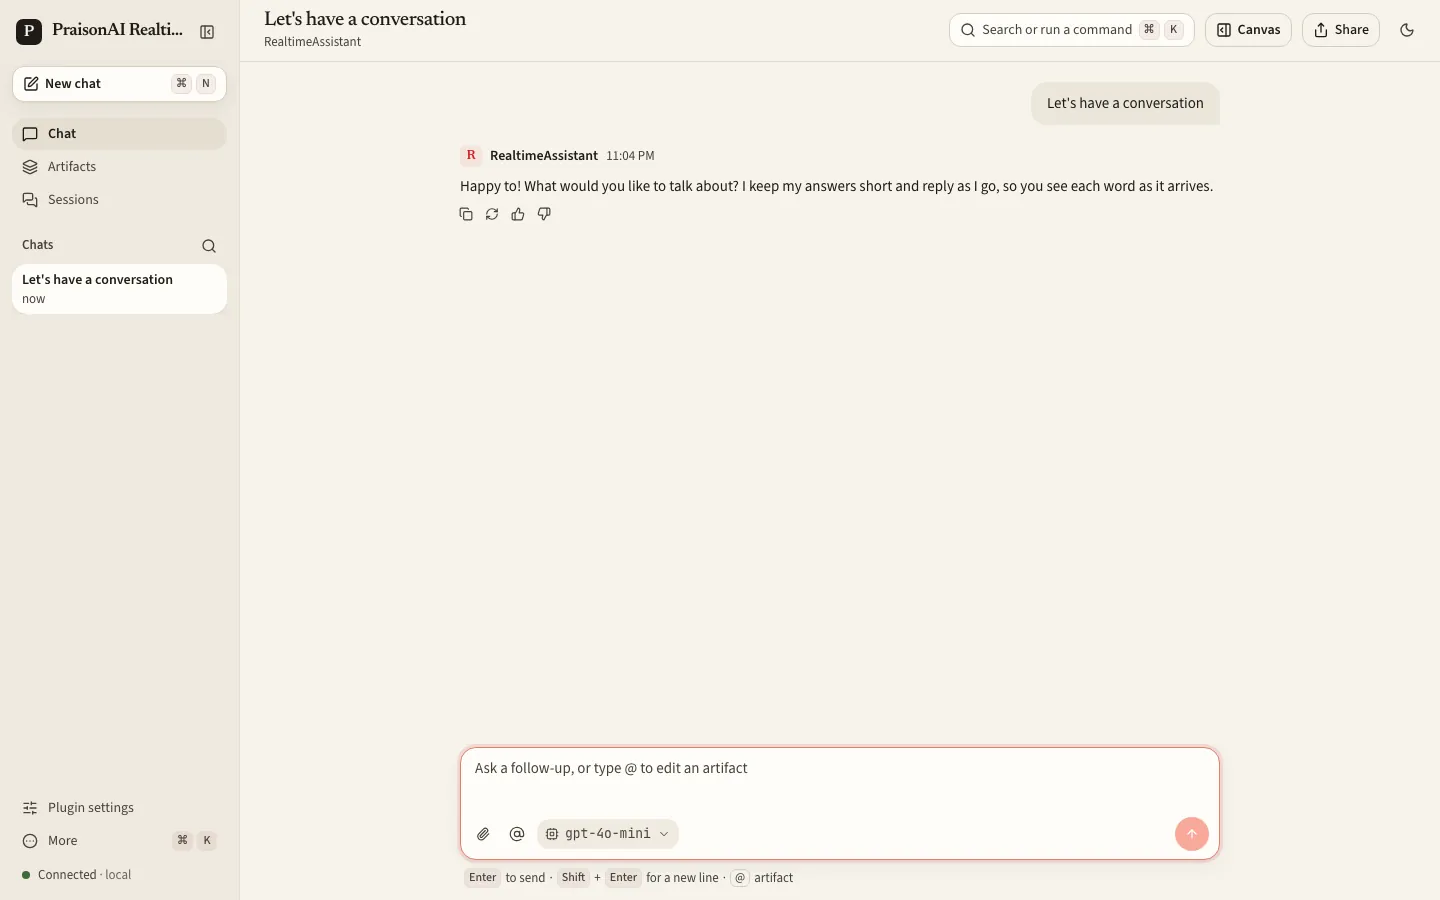 P PraisonAI Realti...
New chat ⌘ N
Chat
Artifacts
Sessions
Chats
Let's have a conversation
now
Plugin settings
More ⌘ K
Connected · local
Let's have a conversation
RealtimeAssistant
Search or run a command ⌘ K
Canvas
Share
Let's have a conversation
R RealtimeAssistant 11:04 PM
Happy to! What would you like to talk about? I keep my answers short and reply as I go, so you see each word as it arrives.
Ask a follow-up, or type @ to edit an artifact
gpt-4o-mini
Enter to send · Shift + Enter for a new line · @ artifact